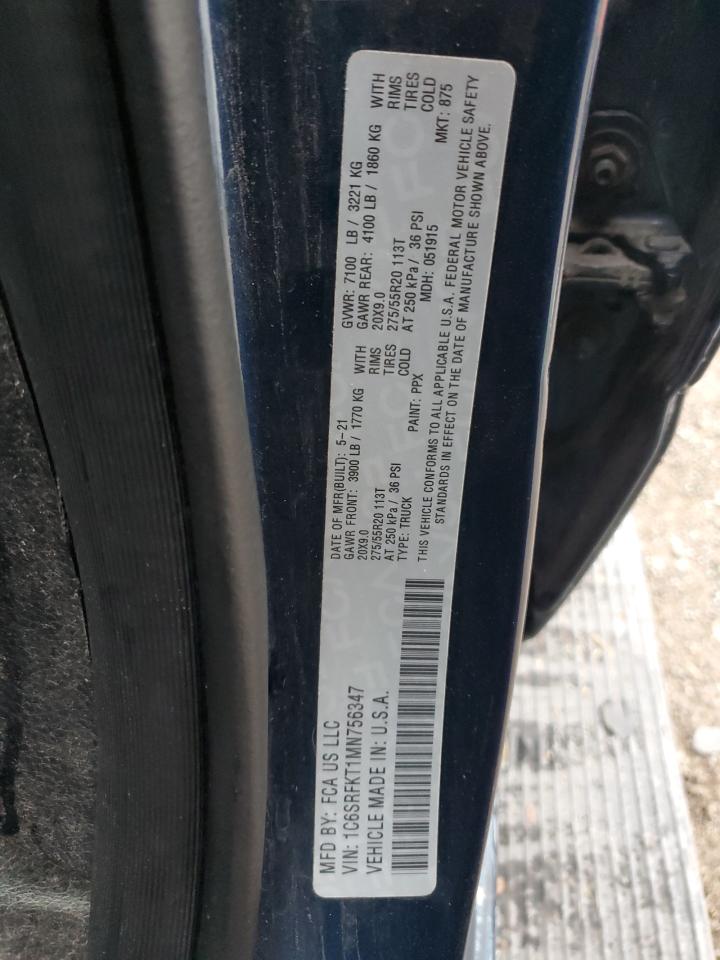 MFD BY: FCA US LLC
DATE OF MFR(BUILT): 5-21
GVWR: 7100 LB / 3221 KG
GAWR FRONT: 3900 LB / 1770 KG WITH
GAWR REAR: 4100 LB / 1860 KG WITH
20X9.0 RIMS
20X9.0 RIMS
275/55R20 113T TIRES
275/55R20 113T TIRES
AT 250 kPa / 36 PSI COLD
AT 250 kPa / 36 PSI COLD
VIN: 1C6SRFKT1MN756347
TYPE: TRUCK PAINT: PPX MDH: 051915 MKT: 875
VEHICLE MADE IN: U.S.A.
THIS VEHICLE CONFORMS TO ALL APPLICABLE U.S.A. FEDERAL MOTOR VEHICLE SAFETY
STANDARDS IN EFFECT ON THE DATE OF MANUFACTURE SHOWN ABOVE.